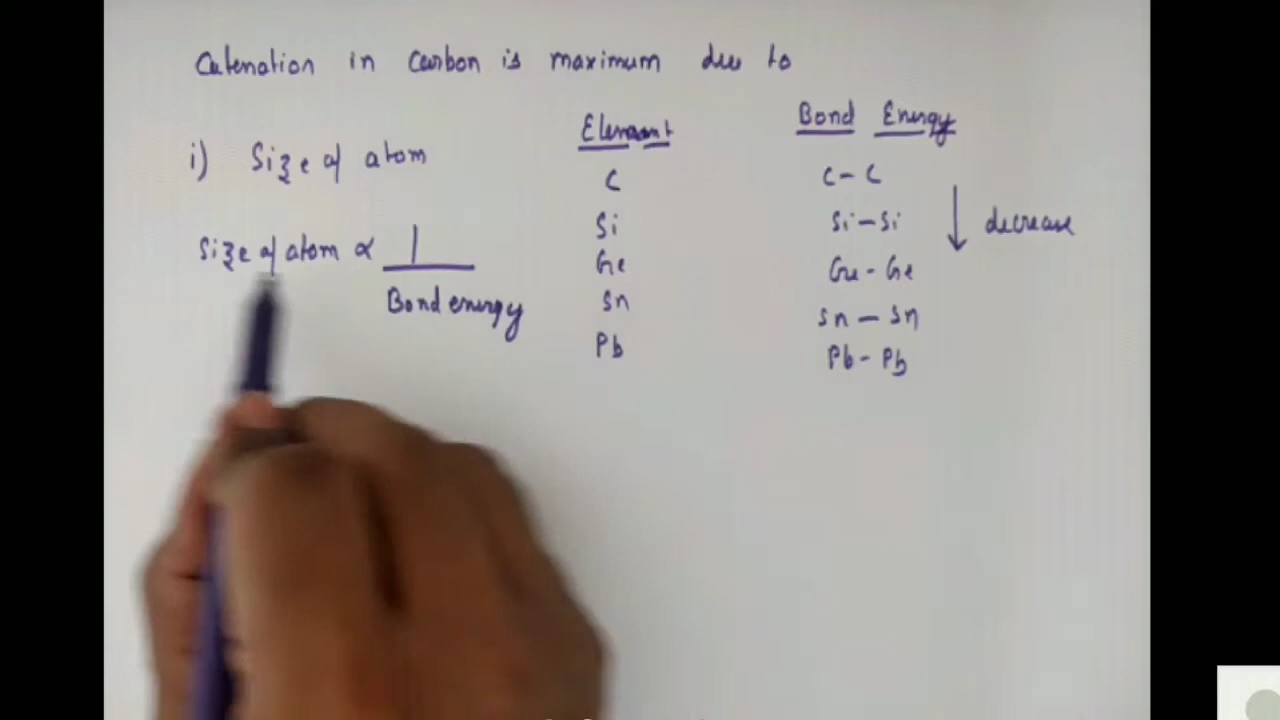 Catenation in carbon is maximum due to
i) Size of atom
Size of atom ∝ 1
Bond energy
Element
C
Si
Ge
Sn
Pb
Bond Energy
C - C
Si - Si
Ge - Ge
Sn - Sn
Pb - Pb
decrease